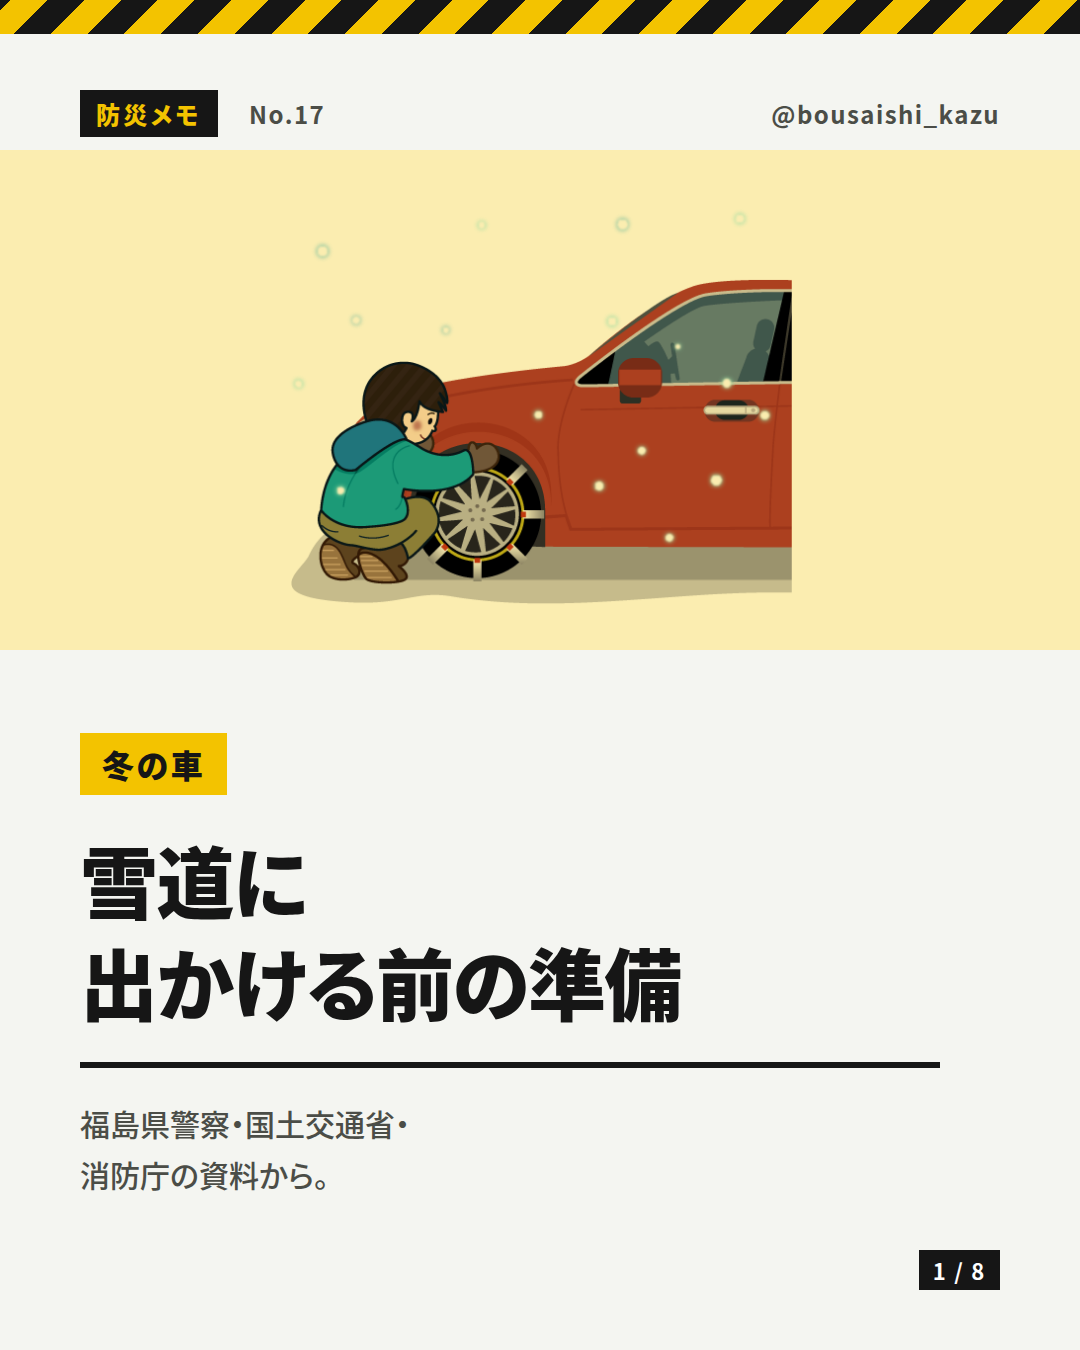 防災メモ No.17 @bousaishi_kazu
冬の車
雪道に
出かける前の準備
福島県警察・国土交通省・
消防庁の資料から。
1 / 8